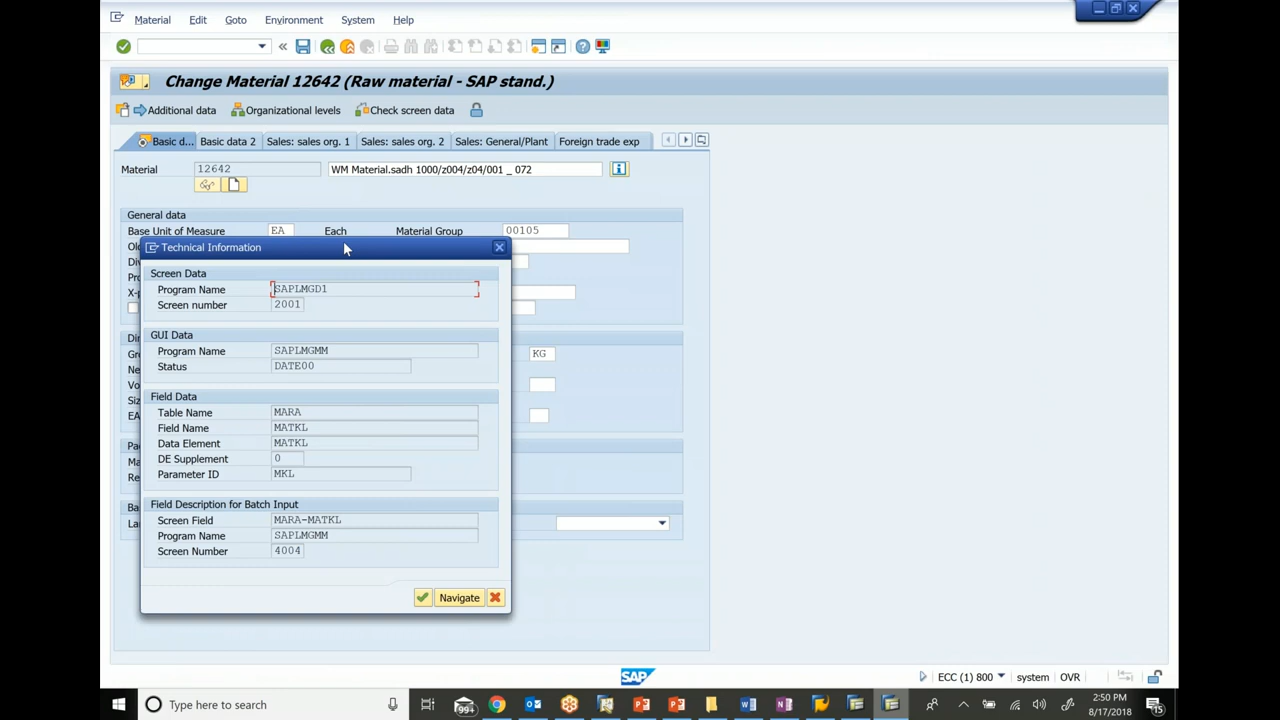 Material Edit Goto Environment System Help
Change Material 12642 (Raw material - SAP stand.)
Additional data Organizational levels Check screen data
Basic d... Basic data 2 Sales: sales org. 1 Sales: sales org. 2 Sales: General/Plant Foreign trade exp
Material 12642 WM Material.sadh 1000/z004/z04/001 _ 072
General data
Base Unit of Measure EA Each Material Group 00105
Technical Information
Screen Data
Program Name SAPLMGD1
Screen number 2001
GUI Data
Program Name SAPLMGMM
Status DATE00
Field Data
Table Name MARA
Field Name MATKL
Data Element MATKL
DE Supplement 0
Parameter ID MKL
Field Description for Batch Input
Screen Field MARA-MATKL
Program Name SAPLMGMM
Screen Number 4004
Navigate
KG
SAP
ECC (1) 800 system OVR
Type here to search
99+
2:50 PM
8/17/2018
15